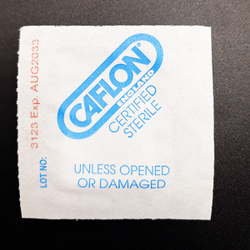 CAFLON®
ENGLAND
CERTIFIED
STERILE
UNLESS OPENED
OR DAMAGED
LOT NO:
3123 Exp. AUG2033